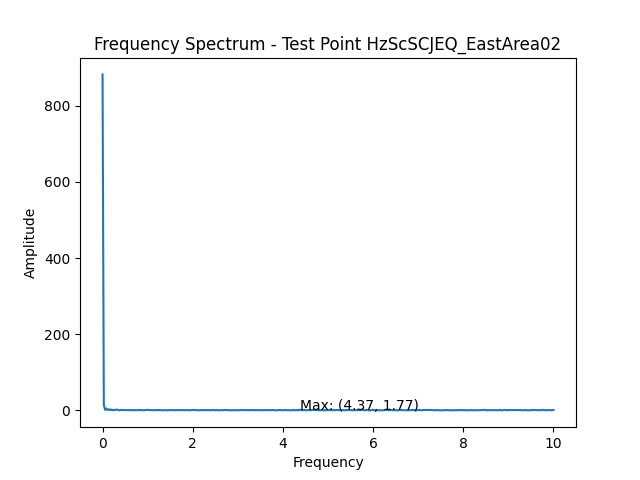 Frequency Spectrum - Test Point HzScSCJEQ_EastArea02
Amplitude
800
600
400
200
0
Max: (4.37, 1.77)
0 2 4 6 8 10
Frequency